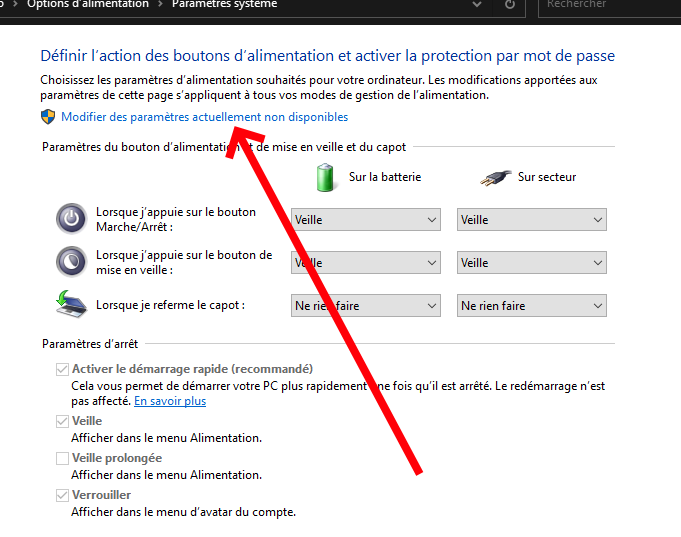 Options d'alimentation > Paramètres système
Rechercher
Définir l'action des boutons d'alimentation et activer la protection par mot de passe
Choisissez les paramètres d'alimentation souhaités pour votre ordinateur. Les modifications apportées aux
paramètres de cette page s'appliquent à tous vos modes de gestion de l'alimentation.
Modifier des paramètres actuellement non disponibles
Paramètres du bouton d'alimentation et de mise en veille et du capot
Sur la batterie
Sur secteur
Lorsque j'appuie sur le bouton
Marche/Arrêt :
Veille
Veille
Lorsque j'appuie sur le bouton de
mise en veille :
Veille
Veille
Lorsque je referme le capot :
Ne rien faire
Ne rien faire
Paramètres d'arrêt
Activer le démarrage rapide (recommandé)
Cela vous permet de démarrer votre PC plus rapidement une fois qu'il est arrêté. Le redémarrage n'est
pas affecté. En savoir plus
Veille
Afficher dans le menu Alimentation.
Veille prolongée
Afficher dans le menu Alimentation.
Verrouiller
Afficher dans le menu d'avatar du compte.